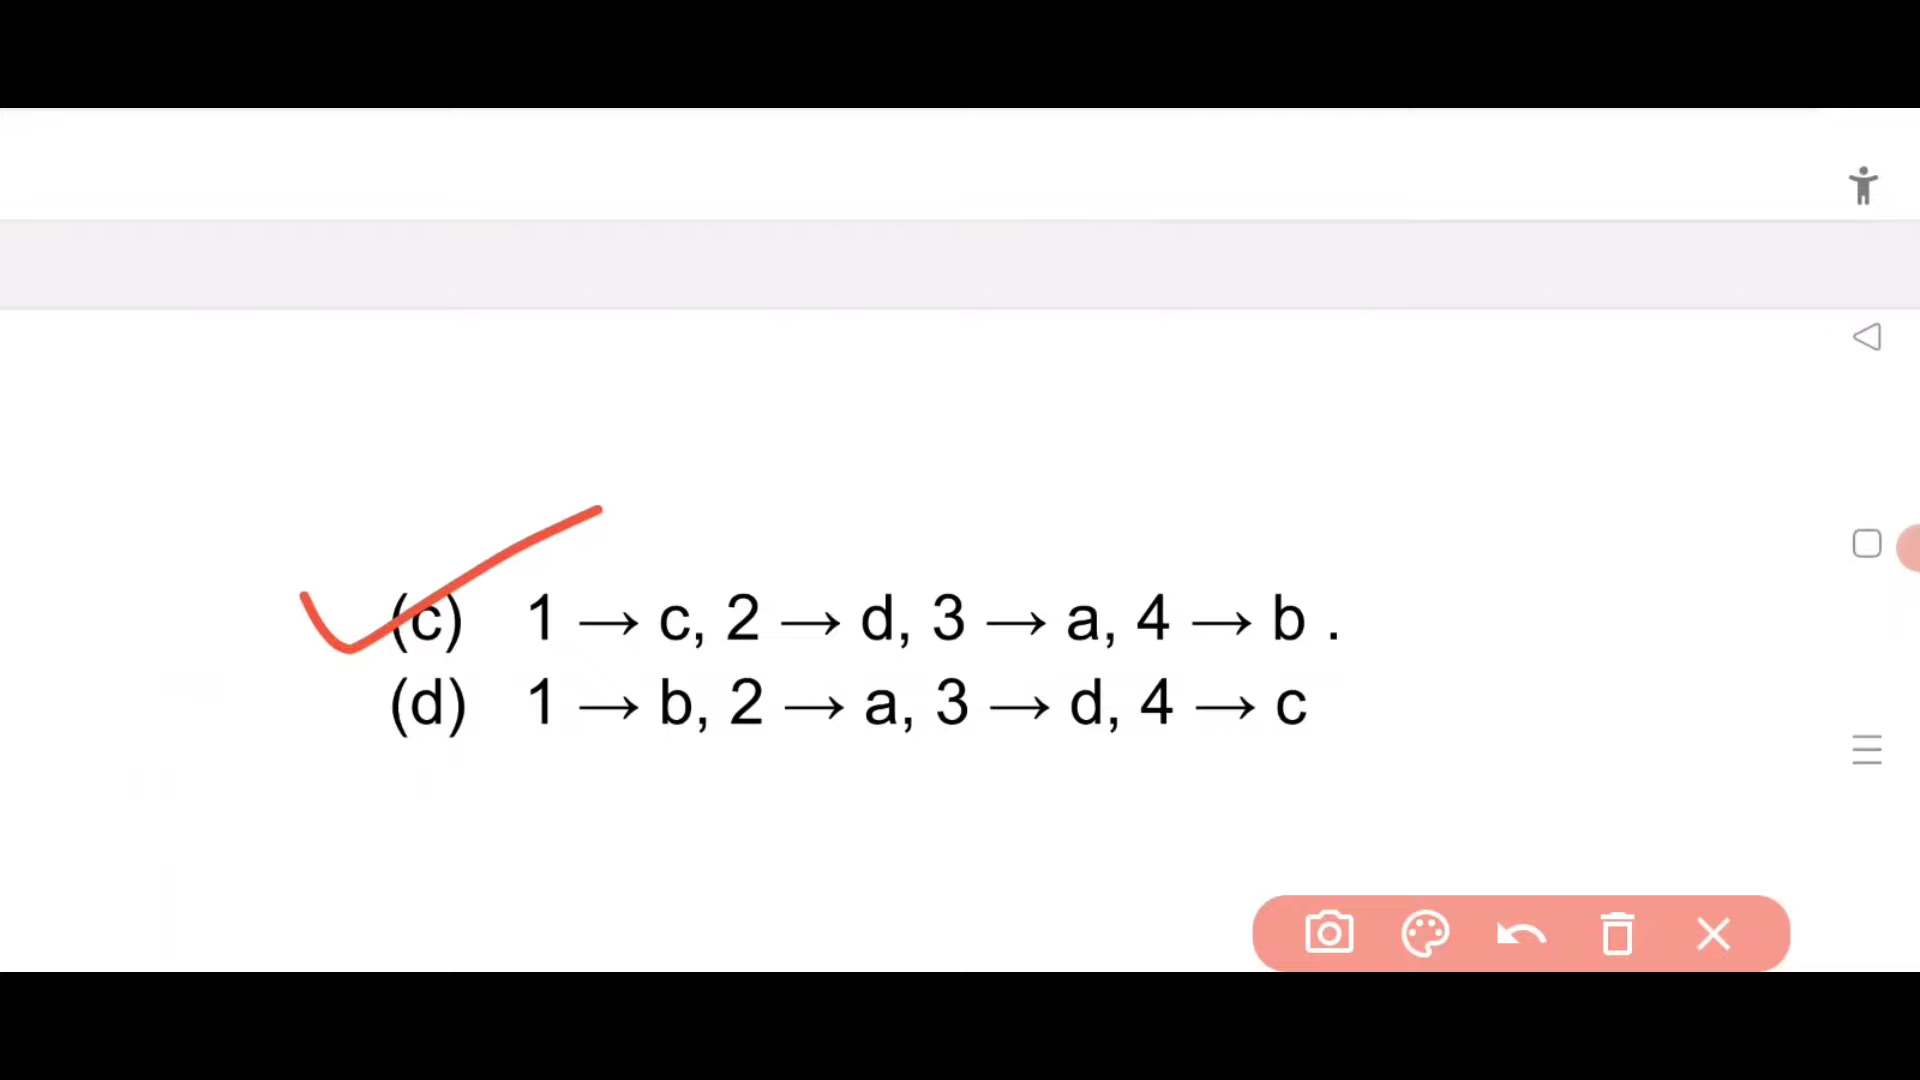 (c) 1 → c, 2 → d, 3 → a, 4 → b .
(d) 1 → b, 2 → a, 3 → d, 4 → c